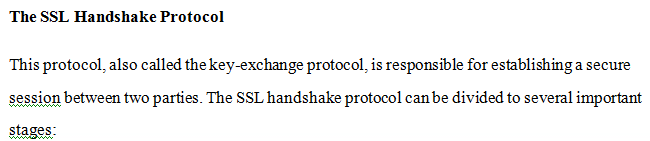 The SSL Handshake Protocol
This protocol, also called the key-exchange protocol, is responsible for establishing a secure
session between two parties. The SSL handshake protocol can be divided to several important
stages: